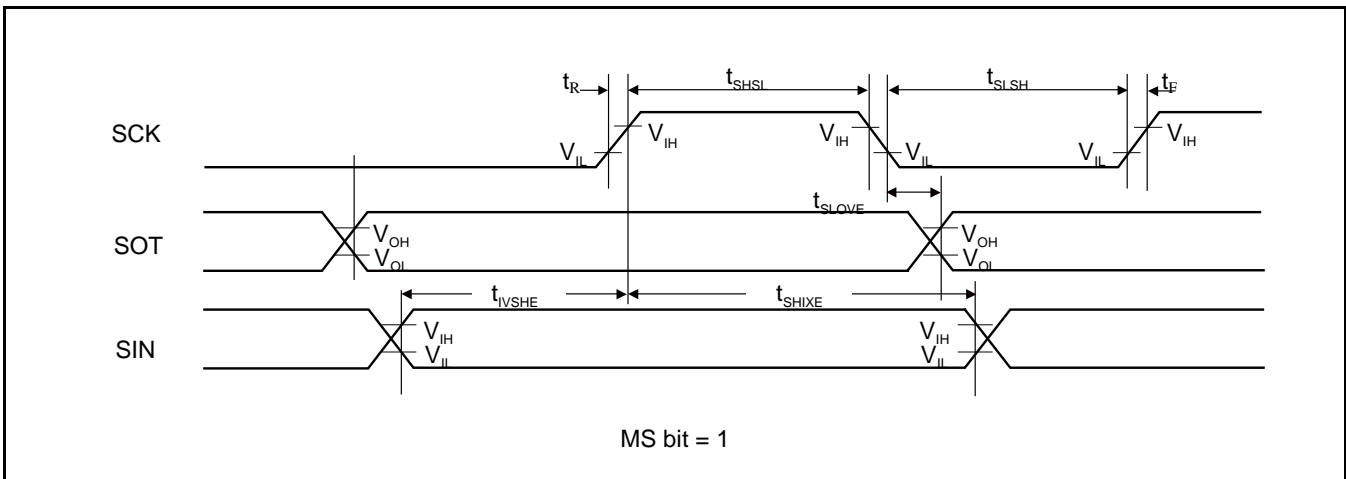 tR tSHSL tSLSH tF
SCK VIH VIH VIH
VIL VIL VIL
tSLOVE
SOT VOH VOH
VOL VOL
tIVSHE tSHIXE
SIN VIH VIH
VIL VIL
MS bit = 1